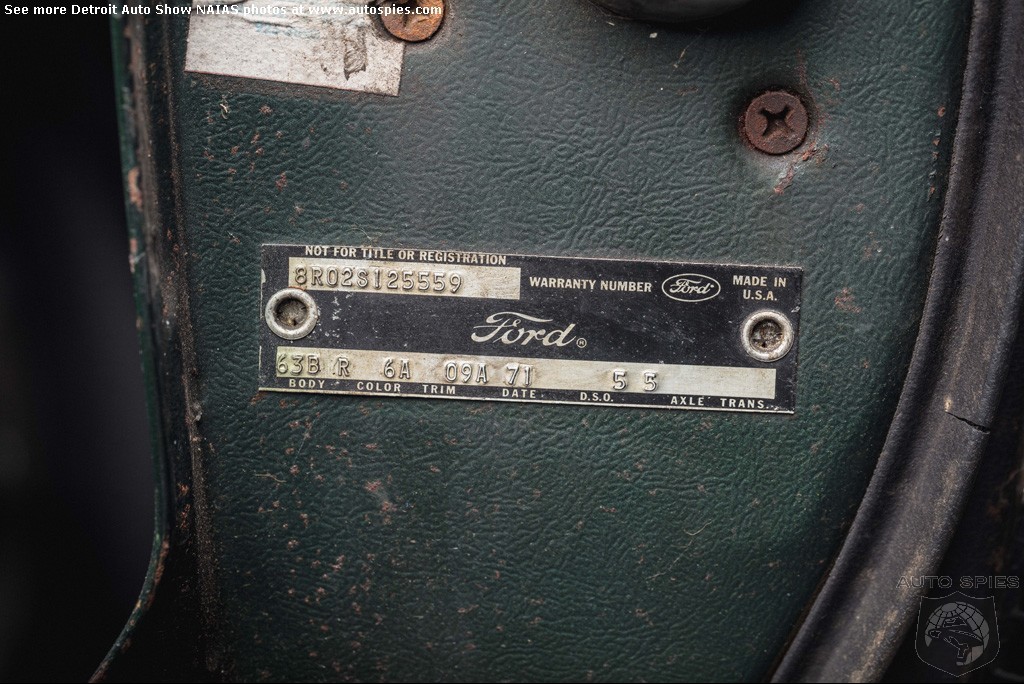 See more Detroit Auto Show NAIAS photos at www.autospies.com
NOT FOR TITLE OR REGISTRATION
8R02S125559 WARRANTY NUMBER Ford MADE IN
U.S.A.
Ford®
63B R 6A 09A 71 5 5
BODY COLOR TRIM DATE D.S.O. AXLE TRANS.
AUTO SPIES